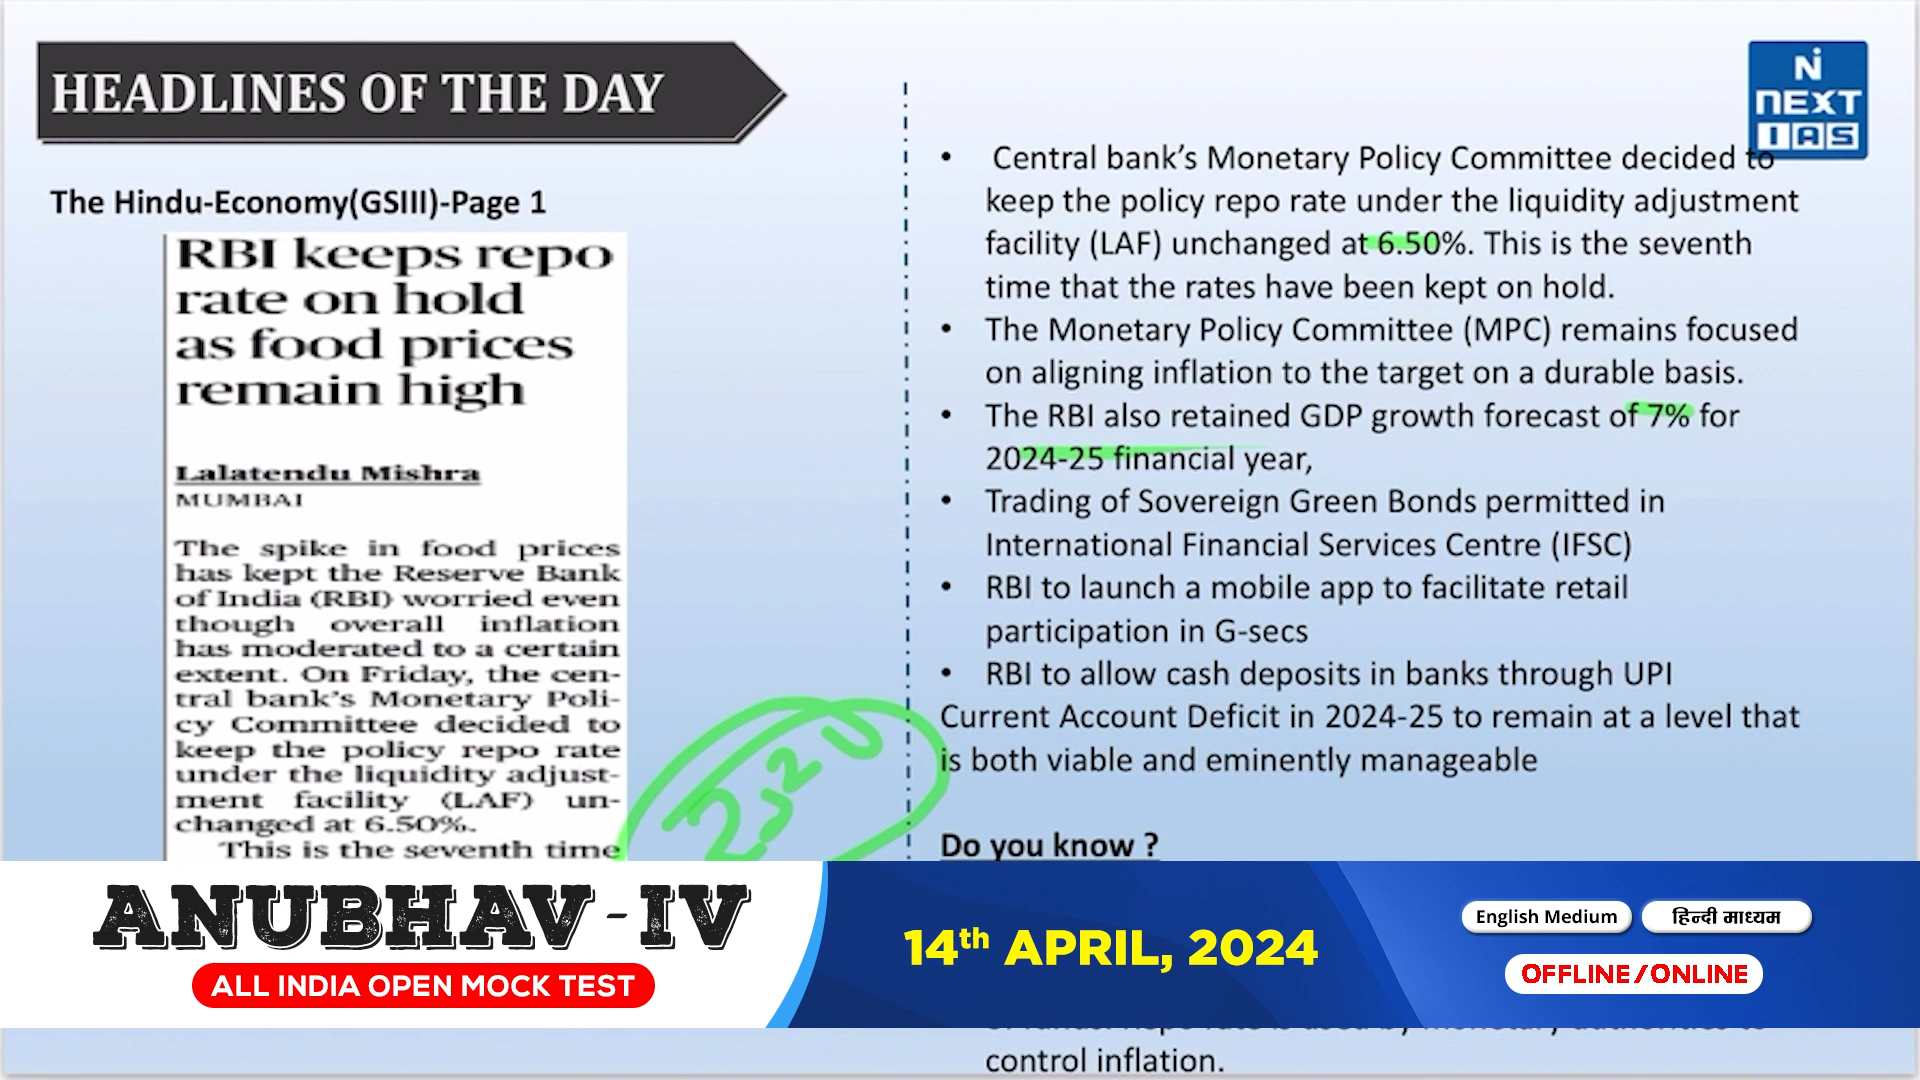 HEADLINES OF THE DAY
The Hindu-Economy(GSIII)-Page 1
RBI keeps repo
rate on hold
as food prices
remain high
Lalatendu Mishra
MUMBAI
The spike in food prices
has kept the Reserve Bank
of India (RBI) worried even
though overall inflation
has moderated to a certain
extent. On Friday, the cen-
tral bank's Monetary Poli-
cy Committee decided to
keep the policy repo rate
under the liquidity adjust-
ment facility (LAF) un-
changed at 6.50%.
This is the seventh time
NEXT
IAS
• Central bank's Monetary Policy Committee decided to
keep the policy repo rate under the liquidity adjustment
facility (LAF) unchanged at 6.50%. This is the seventh
time that the rates have been kept on hold.
• The Monetary Policy Committee (MPC) remains focused
on aligning inflation to the target on a durable basis.
• The RBI also retained GDP growth forecast of 7% for
2024-25 financial year,
• Trading of Sovereign Green Bonds permitted in
International Financial Services Centre (IFSC)
• RBI to launch a mobile app to facilitate retail
participation in G-secs
• RBI to allow cash deposits in banks through UPI
Current Account Deficit in 2024-25 to remain at a level that
is both viable and eminently manageable
Do you know ?
control inflation.
ANUBHAV-IV
ALL INDIA OPEN MOCK TEST
14th APRIL, 2024
English Medium
हिन्दी माध्यम
OFFLINE/ONLINE